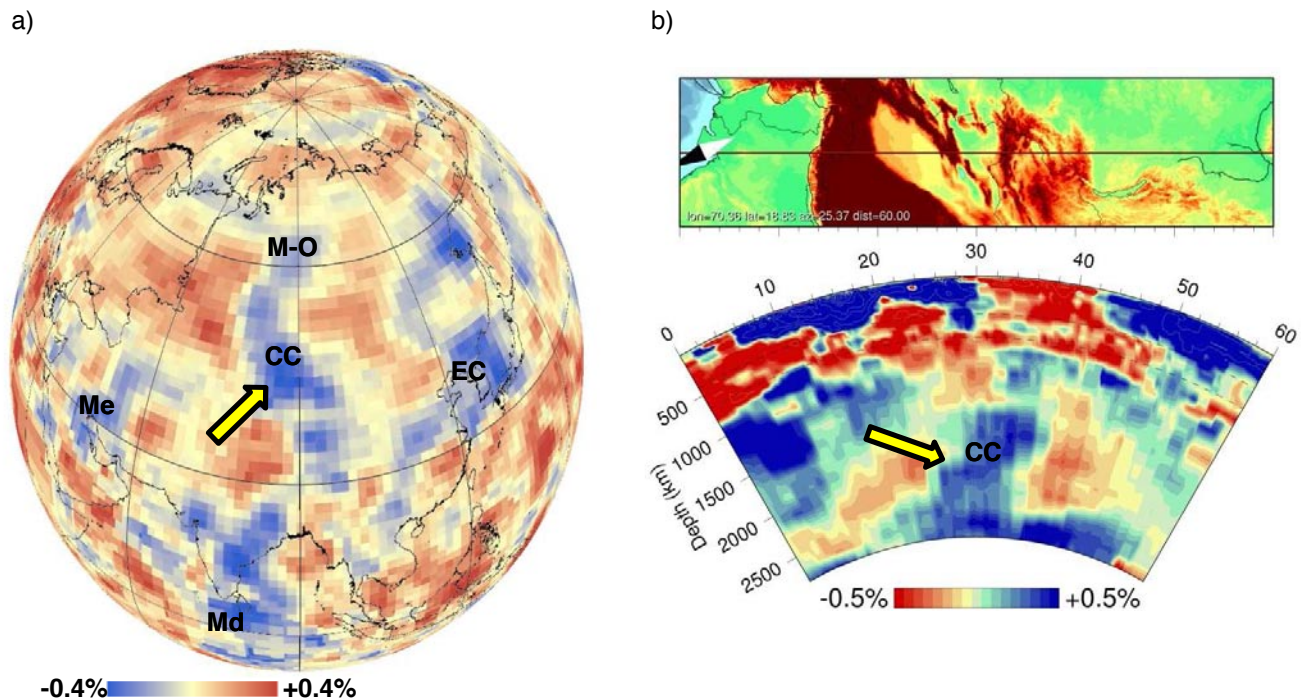 a)
M-O
CC
EC
Me
Md
-0.4% +0.4%
b)
lon=70.36 lat=18.83 az=25.37 dist=60.00
0 10 20 30 40 50 60
500
1000
1500
2000
2500
Depth (km)
CC
-0.5% +0.5%